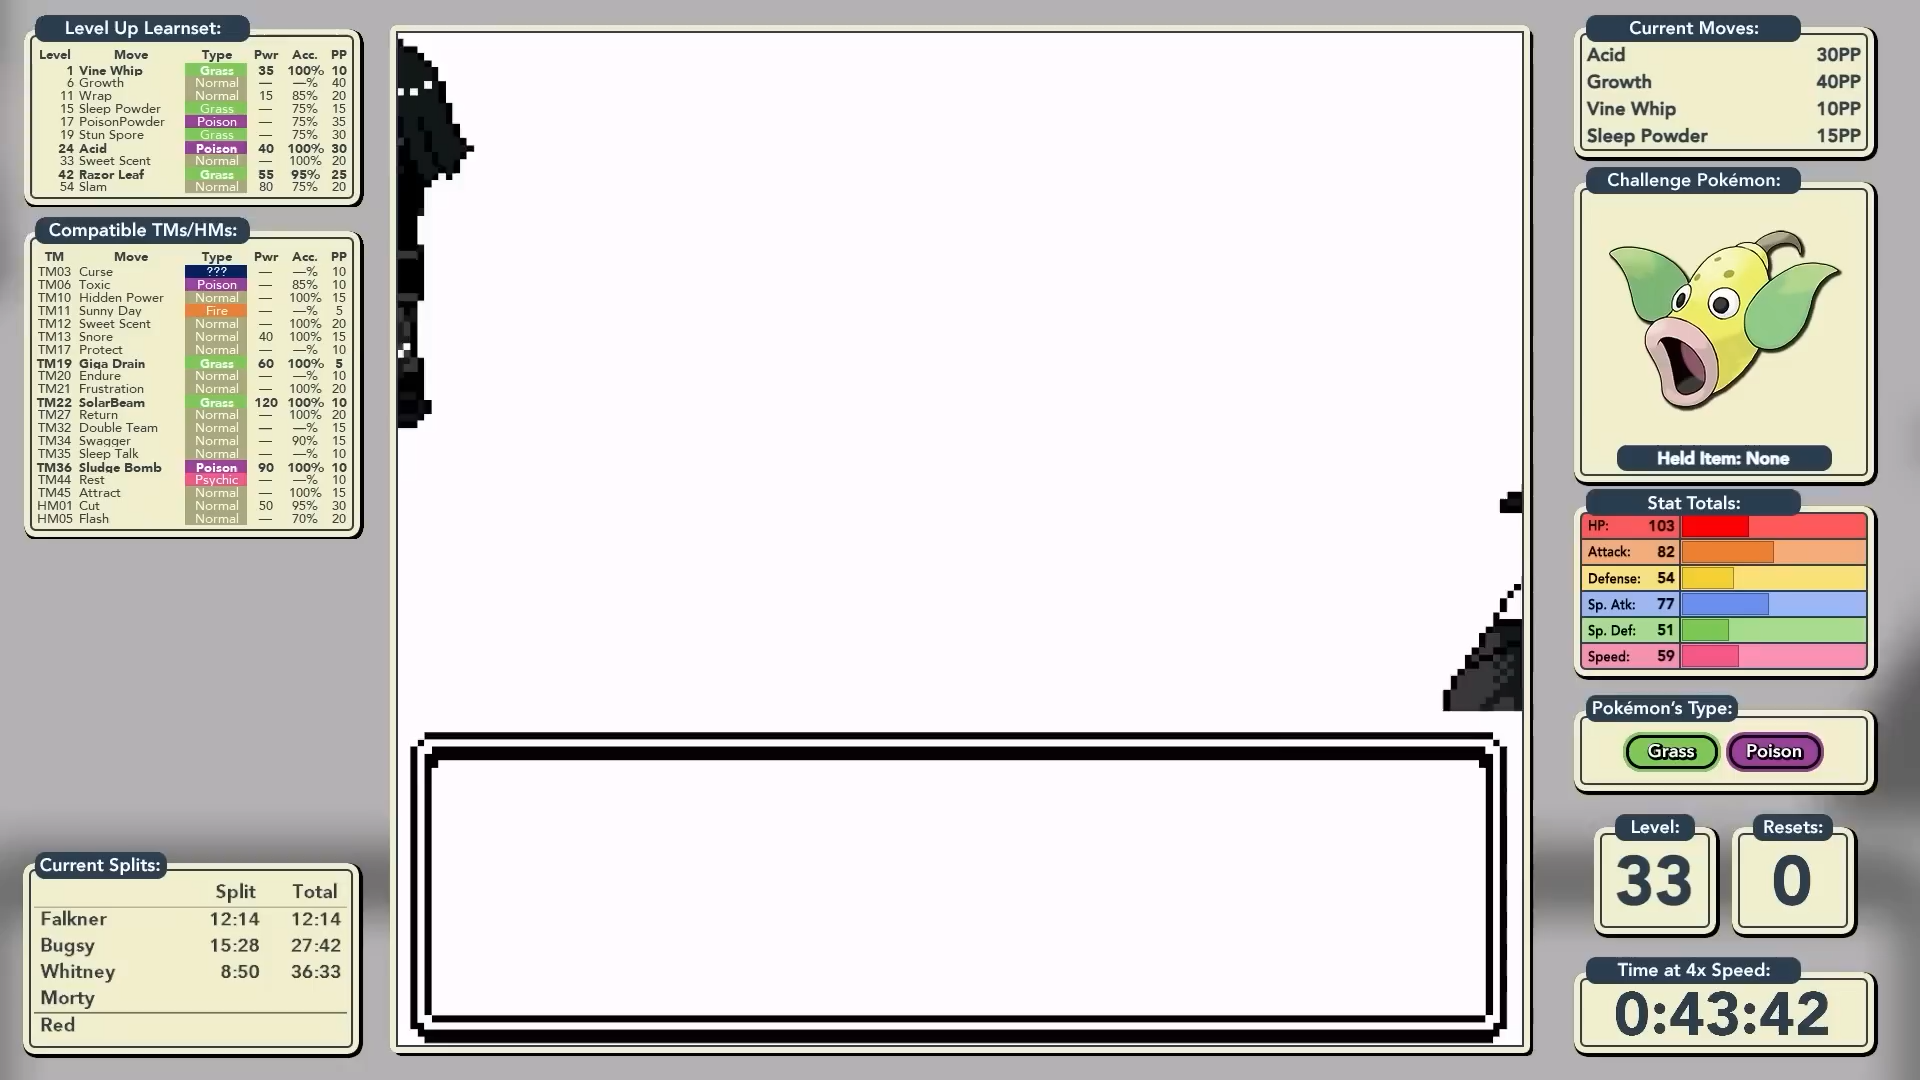 Level Up Learnset:
Level Move Type Pwr Acc. PP
1 Vine Whip Grass 35 100% 10
6 Growth Normal — —% 40
11 Wrap Normal 15 85% 20
15 Sleep Powder Grass — 75% 15
17 PoisonPowder Poison — 75% 35
19 Stun Spore Grass — 75% 30
24 Acid Poison 40 100% 30
33 Sweet Scent Normal — 100% 20
42 Razor Leaf Grass 55 95% 25
54 Slam Normal 80 75% 20
Compatible TMs/HMs:
TM Move Type Pwr Acc. PP
TM03 Curse ??? — —% 10
TM06 Toxic Poison — 85% 10
TM10 Hidden Power Normal — 100% 15
TM11 Sunny Day Fire — —% 5
TM12 Sweet Scent Normal — 100% 20
TM13 Snore Normal 40 100% 15
TM17 Protect Normal — —% 10
TM19 Giga Drain Grass 60 100% 5
TM20 Endure Normal — —% 10
TM21 Frustration Normal — 100% 20
TM22 SolarBeam Grass 120 100% 10
TM27 Return Normal — 100% 20
TM32 Double Team Normal — —% 15
TM34 Swagger Normal — 90% 15
TM35 Sleep Talk Normal — —% 10
TM36 Sludge Bomb Poison 90 100% 10
TM44 Rest Psychic — —% 10
TM45 Attract Normal — 100% 15
HM01 Cut Normal 50 95% 30
HM05 Flash Normal — 70% 20
Current Splits:
Split Total
Falkner 12:14 12:14
Bugsy 15:28 27:42
Whitney 8:50 36:33
Morty
Red
Current Moves:
Acid 30PP
Growth 40PP
Vine Whip 10PP
Sleep Powder 15PP
Challenge Pokémon:
Held Item: None
Stat Totals:
HP: 103
Attack: 82
Defense: 54
Sp. Atk: 77
Sp. Def: 51
Speed: 59
Pokémon's Type:
Grass Poison
Level: Resets:
33 0
Time at 4x Speed:
0:43:42